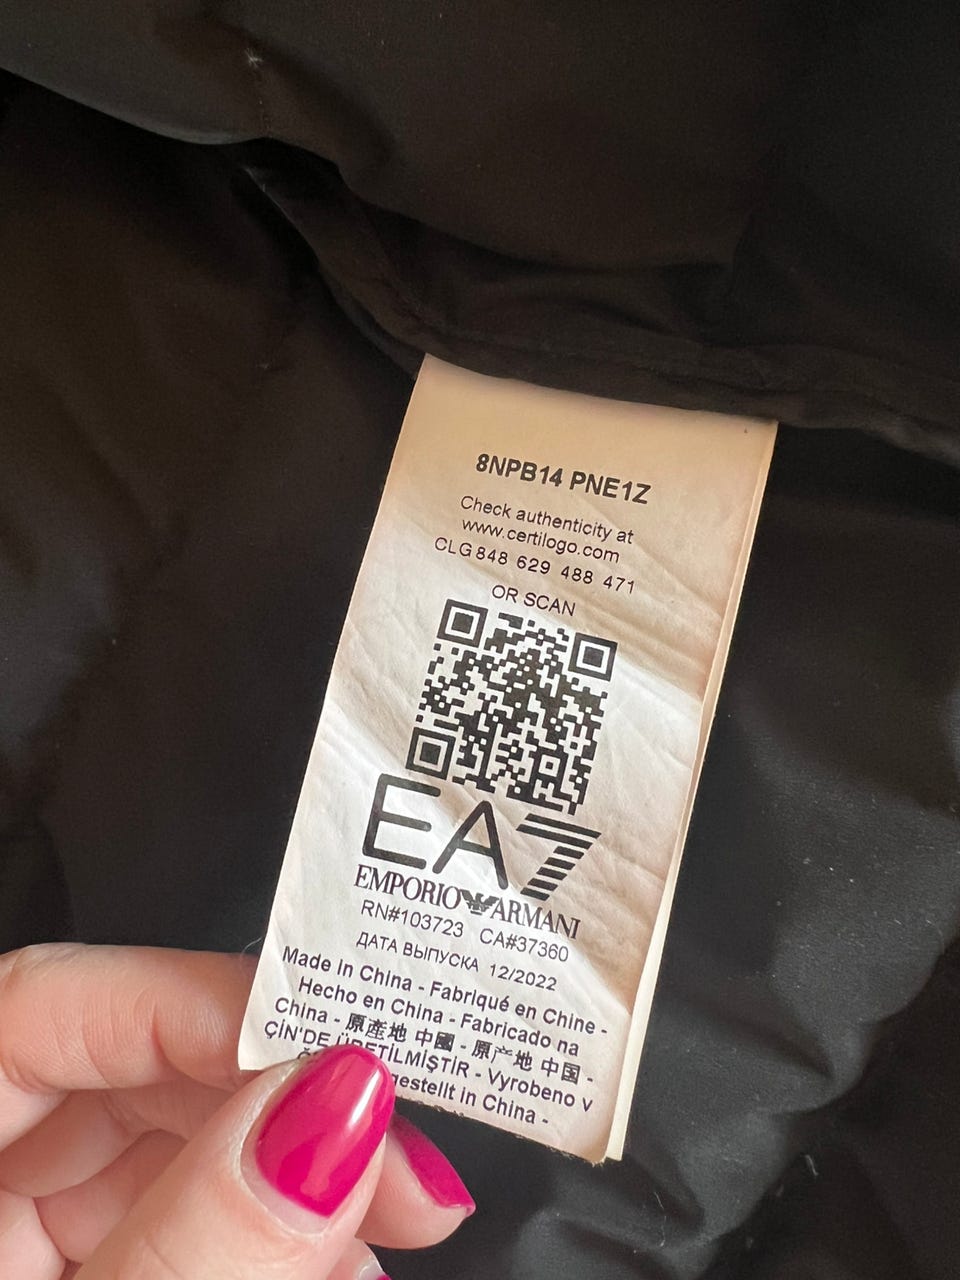 8NPB14 PNE1Z
Check authenticity at
www.certilogo.com
CLG 848 629 488 471
OR SCAN
EA7
EMPORIO ARMANI
RN#103723 CA#37360
ДАТА ВЫПУСКА 12/2022
Made in China - Fabriqué en Chine -
Hecho en China - Fabricado na
China - 原產地 中國 - 原产地 中国 -
ÇİN'DE ÜRETİLMİŞTİR - Vyrobeno v
gestellt in China -